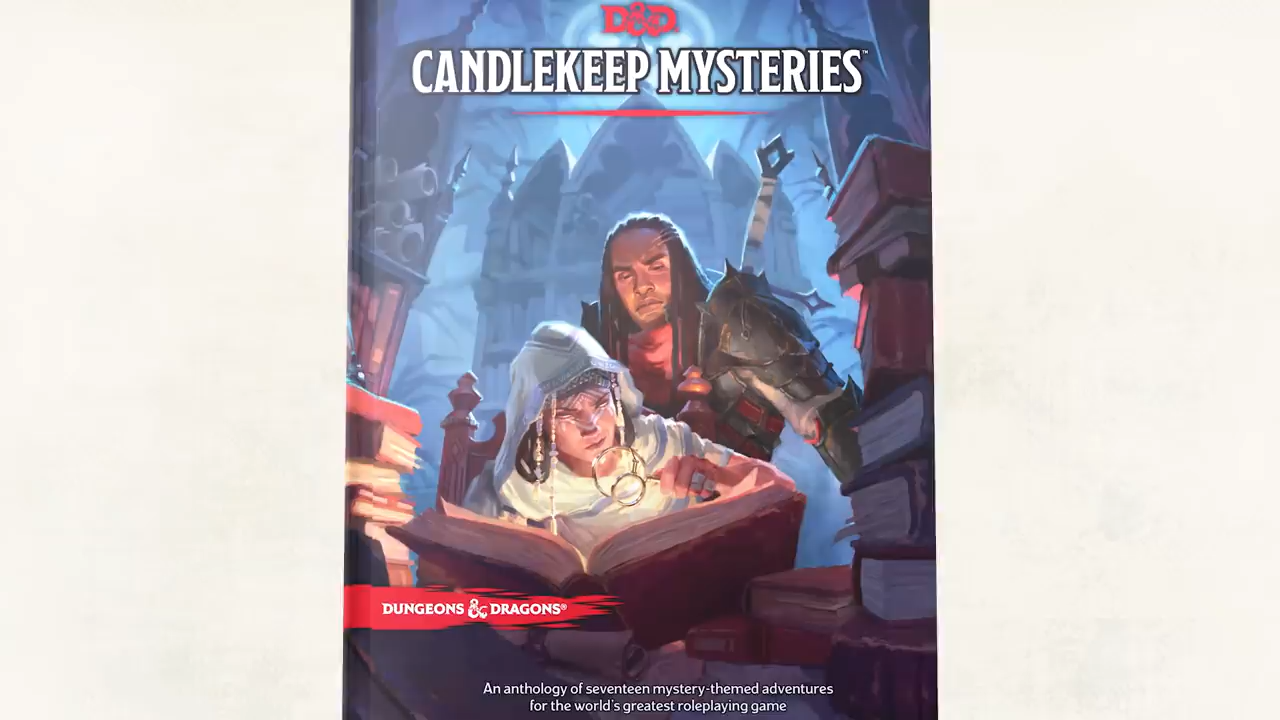 D&D
CANDLEKEEP MYSTERIES™
DUNGEONS & DRAGONS®
An anthology of seventeen mystery-themed adventures
for the world's greatest roleplaying game